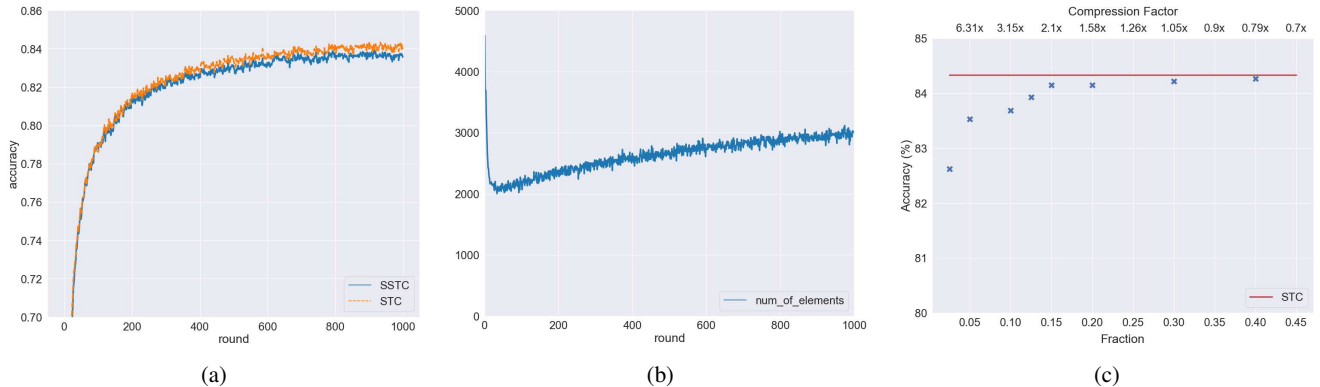 0.86
0.84
0.82
0.80
0.78
0.76
0.74
0.72
0.70
accuracy
0 200 400 600 800 1000
round
SSTC
STC
(a)
5000
4000
3000
2000
1000
0
0 200 400 600 800 1000
round
num_of_elements
(b)
Compression Factor
6.31x 3.15x 2.1x 1.58x 1.26x 1.05x 0.9x 0.79x 0.7x
85
84
83
82
81
80
Accuracy (%)
0.05 0.10 0.15 0.20 0.25 0.30 0.35 0.40 0.45
Fraction
STC
(c)